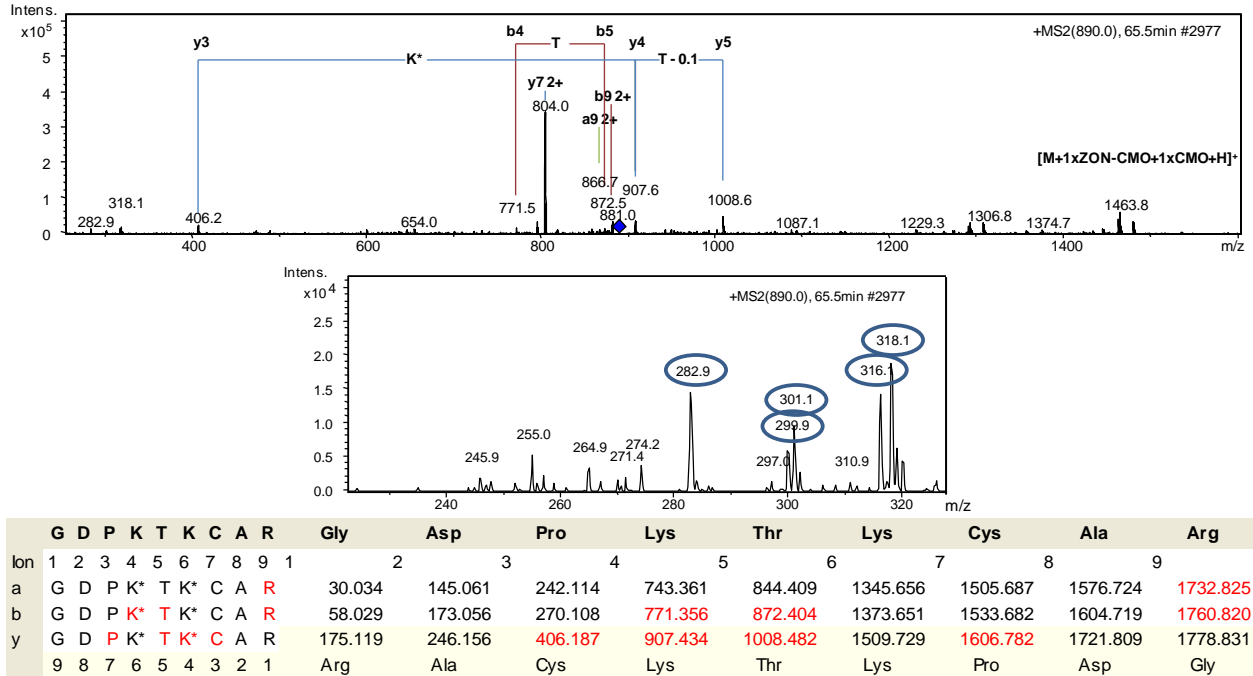 Intens.
x10⁵
y3 b4 b5 y4 y5 +MS2(890.0), 65.5min #2977
T
5 K* T - 0.1
y7 2+
4 b9 2+
804.0
a9 2+
3
2 [M+1xZON-CMO+1xCMO+H]⁺
866.7
318.1 907.6
1 771.5 872.5 1008.6 1463.8
282.9 406.2 654.0 881.0 1087.1 1229.3 1306.8 1374.7
0
400 600 800 1000 1200 1400 m/z
Intens.
x10⁴
+MS2(890.0), 65.5min #2977
2.5
318.1
2.0
282.9 316.1
1.5
301.1
1.0 299.9
255.0
0.5 245.9 264.9 271.4 274.2 297.0 310.9
0.0
240 260 280 300 320 m/z
G D P K T K C A R Gly Asp Pro Lys Thr Lys Cys Ala Arg
Ion 1 2 3 4 5 6 7 8 9 1 2 3 4 5 6 7 8 9
a G D P K* T K* C A R 30.034 145.061 242.114 743.361 844.409 1345.656 1505.687 1576.724 1732.825
b G D P K* T K* C A R 58.029 173.056 270.108 771.356 872.404 1373.651 1533.682 1604.719 1760.820
y G D P K* T K* C A R 175.119 246.156 406.187 907.434 1008.482 1509.729 1606.782 1721.809 1778.831
9 8 7 6 5 4 3 2 1 Arg Ala Cys Lys Thr Lys Pro Asp Gly